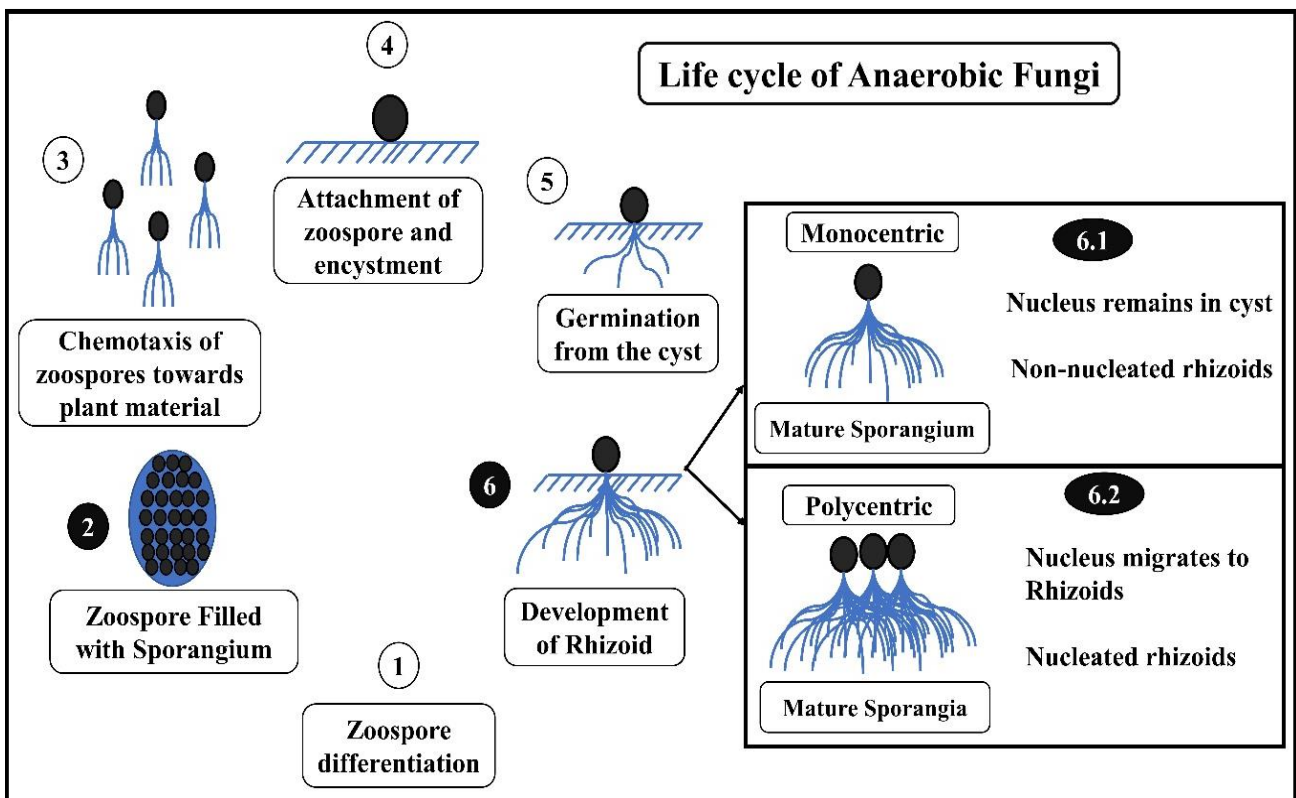 Life cycle of Anaerobic Fungi
1
Zoospore
differentiation
2
Zoospore Filled
with Sporangium
3
Chemotaxis of
zoospores towards
plant material
4
Attachment of
zoospore and
encystment
5
Germination
from the cyst
6
Development
of Rhizoid
Monocentric
6.1
Nucleus remains in cyst
Non-nucleated rhizoids
Mature Sporangium
Polycentric
6.2
Nucleus migrates to
Rhizoids
Nucleated rhizoids
Mature Sporangia